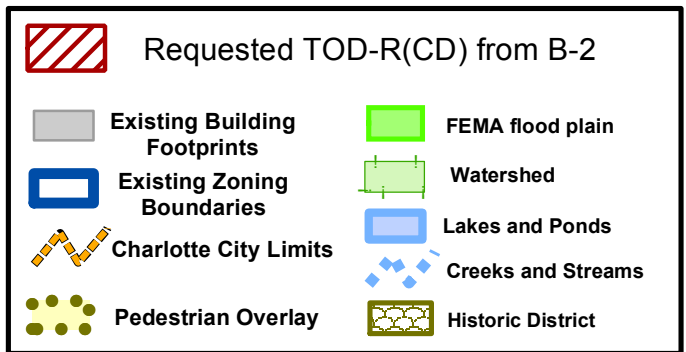 Requested TOD-R(CD) from B-2
Existing Building
Footprints
Existing Zoning
Boundaries
Charlotte City Limits
Pedestrian Overlay
FEMA flood plain
Watershed
Lakes and Ponds
Creeks and Streams
Historic District